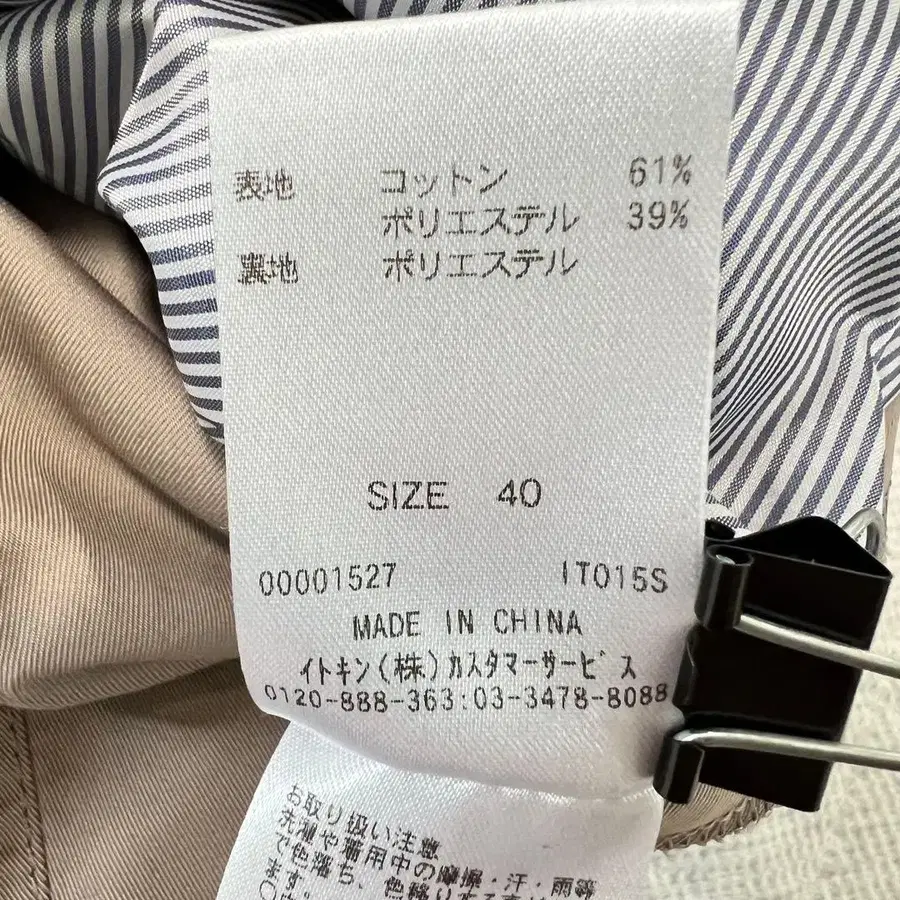 表地 コットン 61%
ポリエステル 39%
裏地 ポリエステル
SIZE 40
00001527 IT015S
MADE IN CHINA
イトキン(株)カスタマーサービス
0120-888-363:03-3478-8088
お取り扱い注意
洗濯や着用中の摩擦・汗・雨等
で色落ち、色移りする
ます。